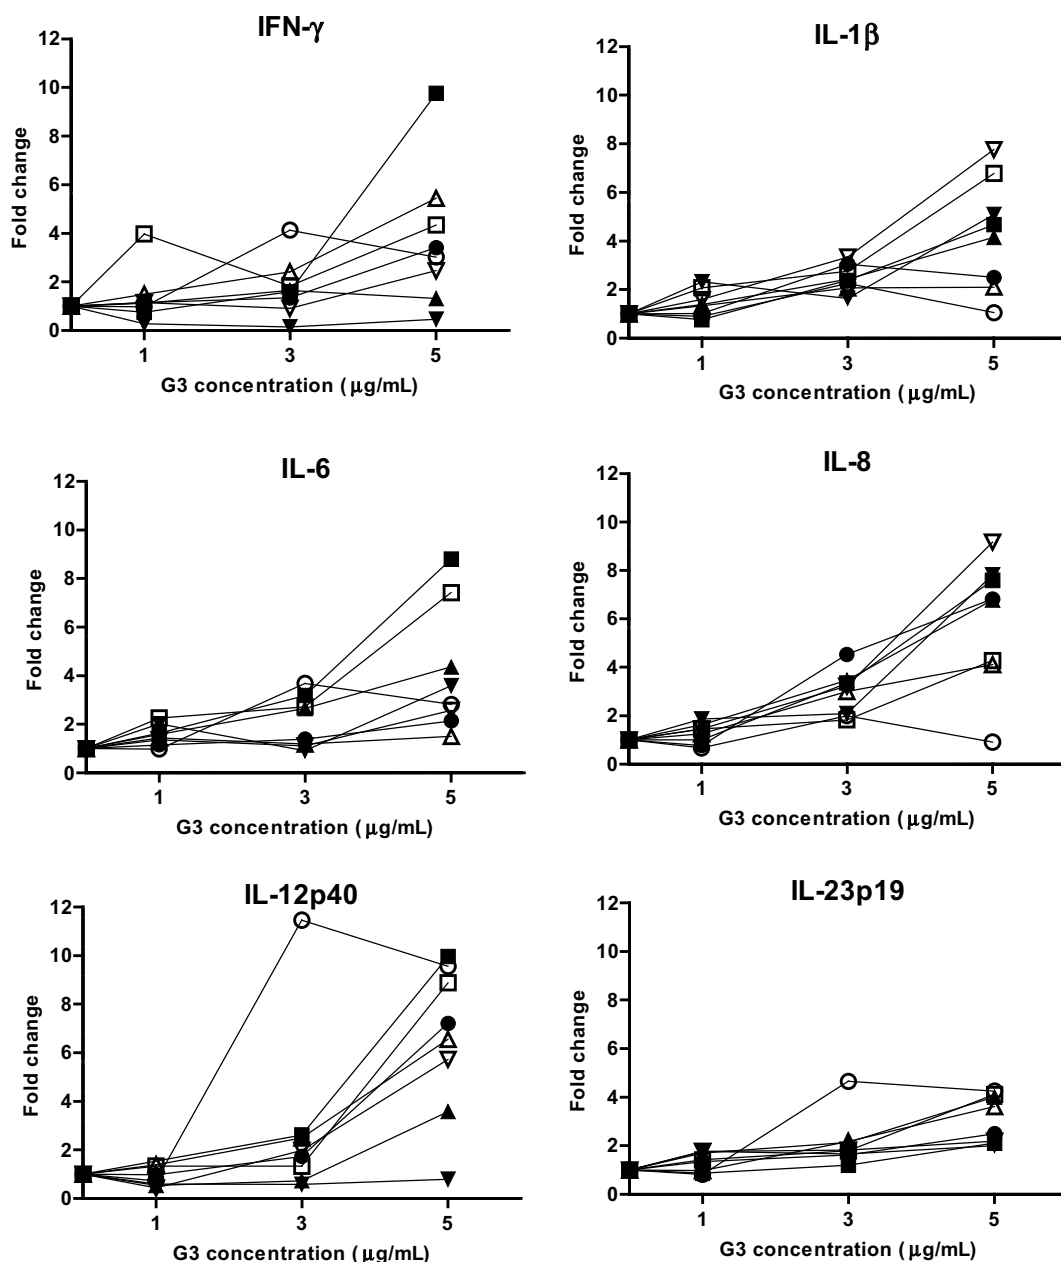 IFN-γ
12
10
8
6
4
2
0
Fold change
1 3 5
G3 concentration (μg/mL)
IL-1β
12
10
8
6
4
2
0
Fold change
1 3 5
G3 concentration (μg/mL)
IL-6
12
10
8
6
4
2
0
Fold change
1 3 5
G3 concentration (μg/mL)
IL-8
12
10
8
6
4
2
0
Fold change
1 3 5
G3 concentration (μg/mL)
IL-12p40
12
10
8
6
4
2
0
Fold change
1 3 5
G3 concentration (μg/mL)
IL-23p19
12
10
8
6
4
2
0
Fold change
1 3 5
G3 concentration (μg/mL)